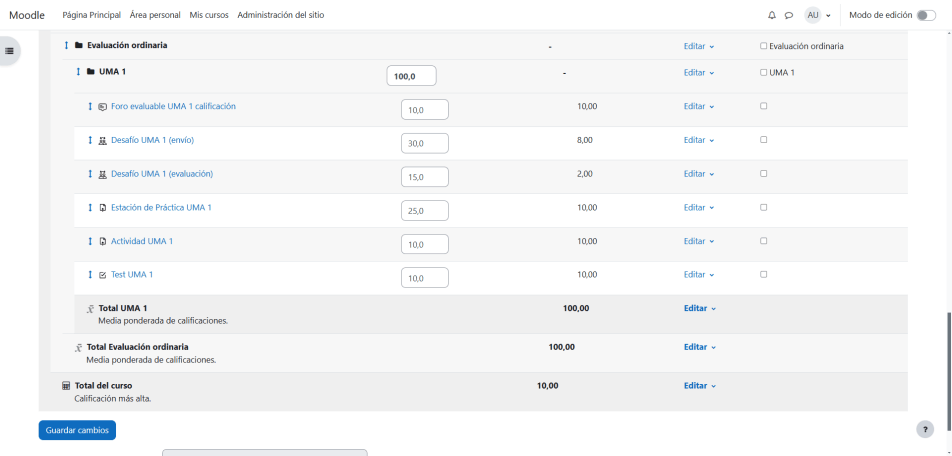 Moodle Página Principal Área personal Mis cursos Administración del sitio AU Modo de edición
Evaluación ordinaria - Editar Evaluación ordinaria
UMA 1 100,0 - Editar UMA 1
Foro evaluable UMA 1 calificación 10,0 10,00 Editar
Desafío UMA 1 (envío) 30,0 8,00 Editar
Desafío UMA 1 (evaluación) 15,0 2,00 Editar
Estación de Práctica UMA 1 25,0 10,00 Editar
Actividad UMA 1 10,0 10,00 Editar
Test UMA 1 10,0 10,00 Editar
Total UMA 1 100,00 Editar
Media ponderada de calificaciones.
Total Evaluación ordinaria 100,00 Editar
Media ponderada de calificaciones.
Total del curso 10,00 Editar
Calificación más alta.
Guardar cambios ?